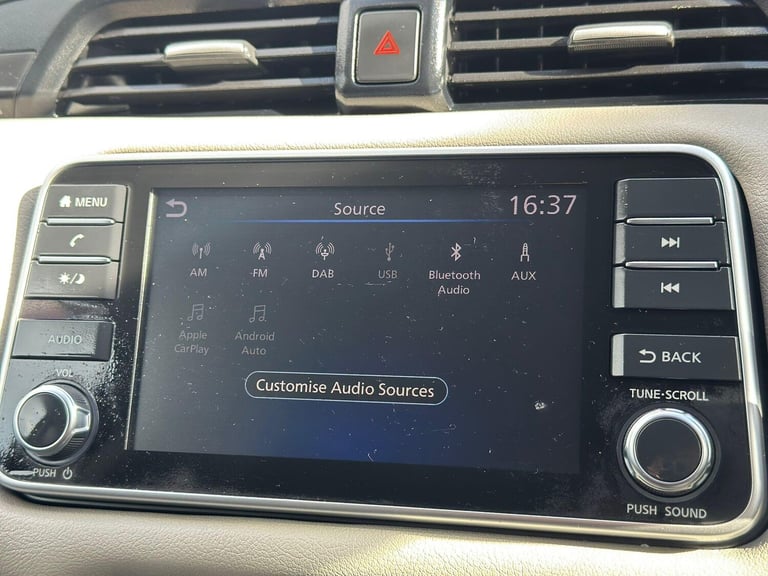 MENU
AUDIO
VOL
PUSH
Source
16:37
AM
FM
DAB
USB
Bluetooth
Audio
AUX
Apple
CarPlay
Android
Auto
Customise Audio Sources
BACK
TUNE·SCROLL
PUSH SOUND